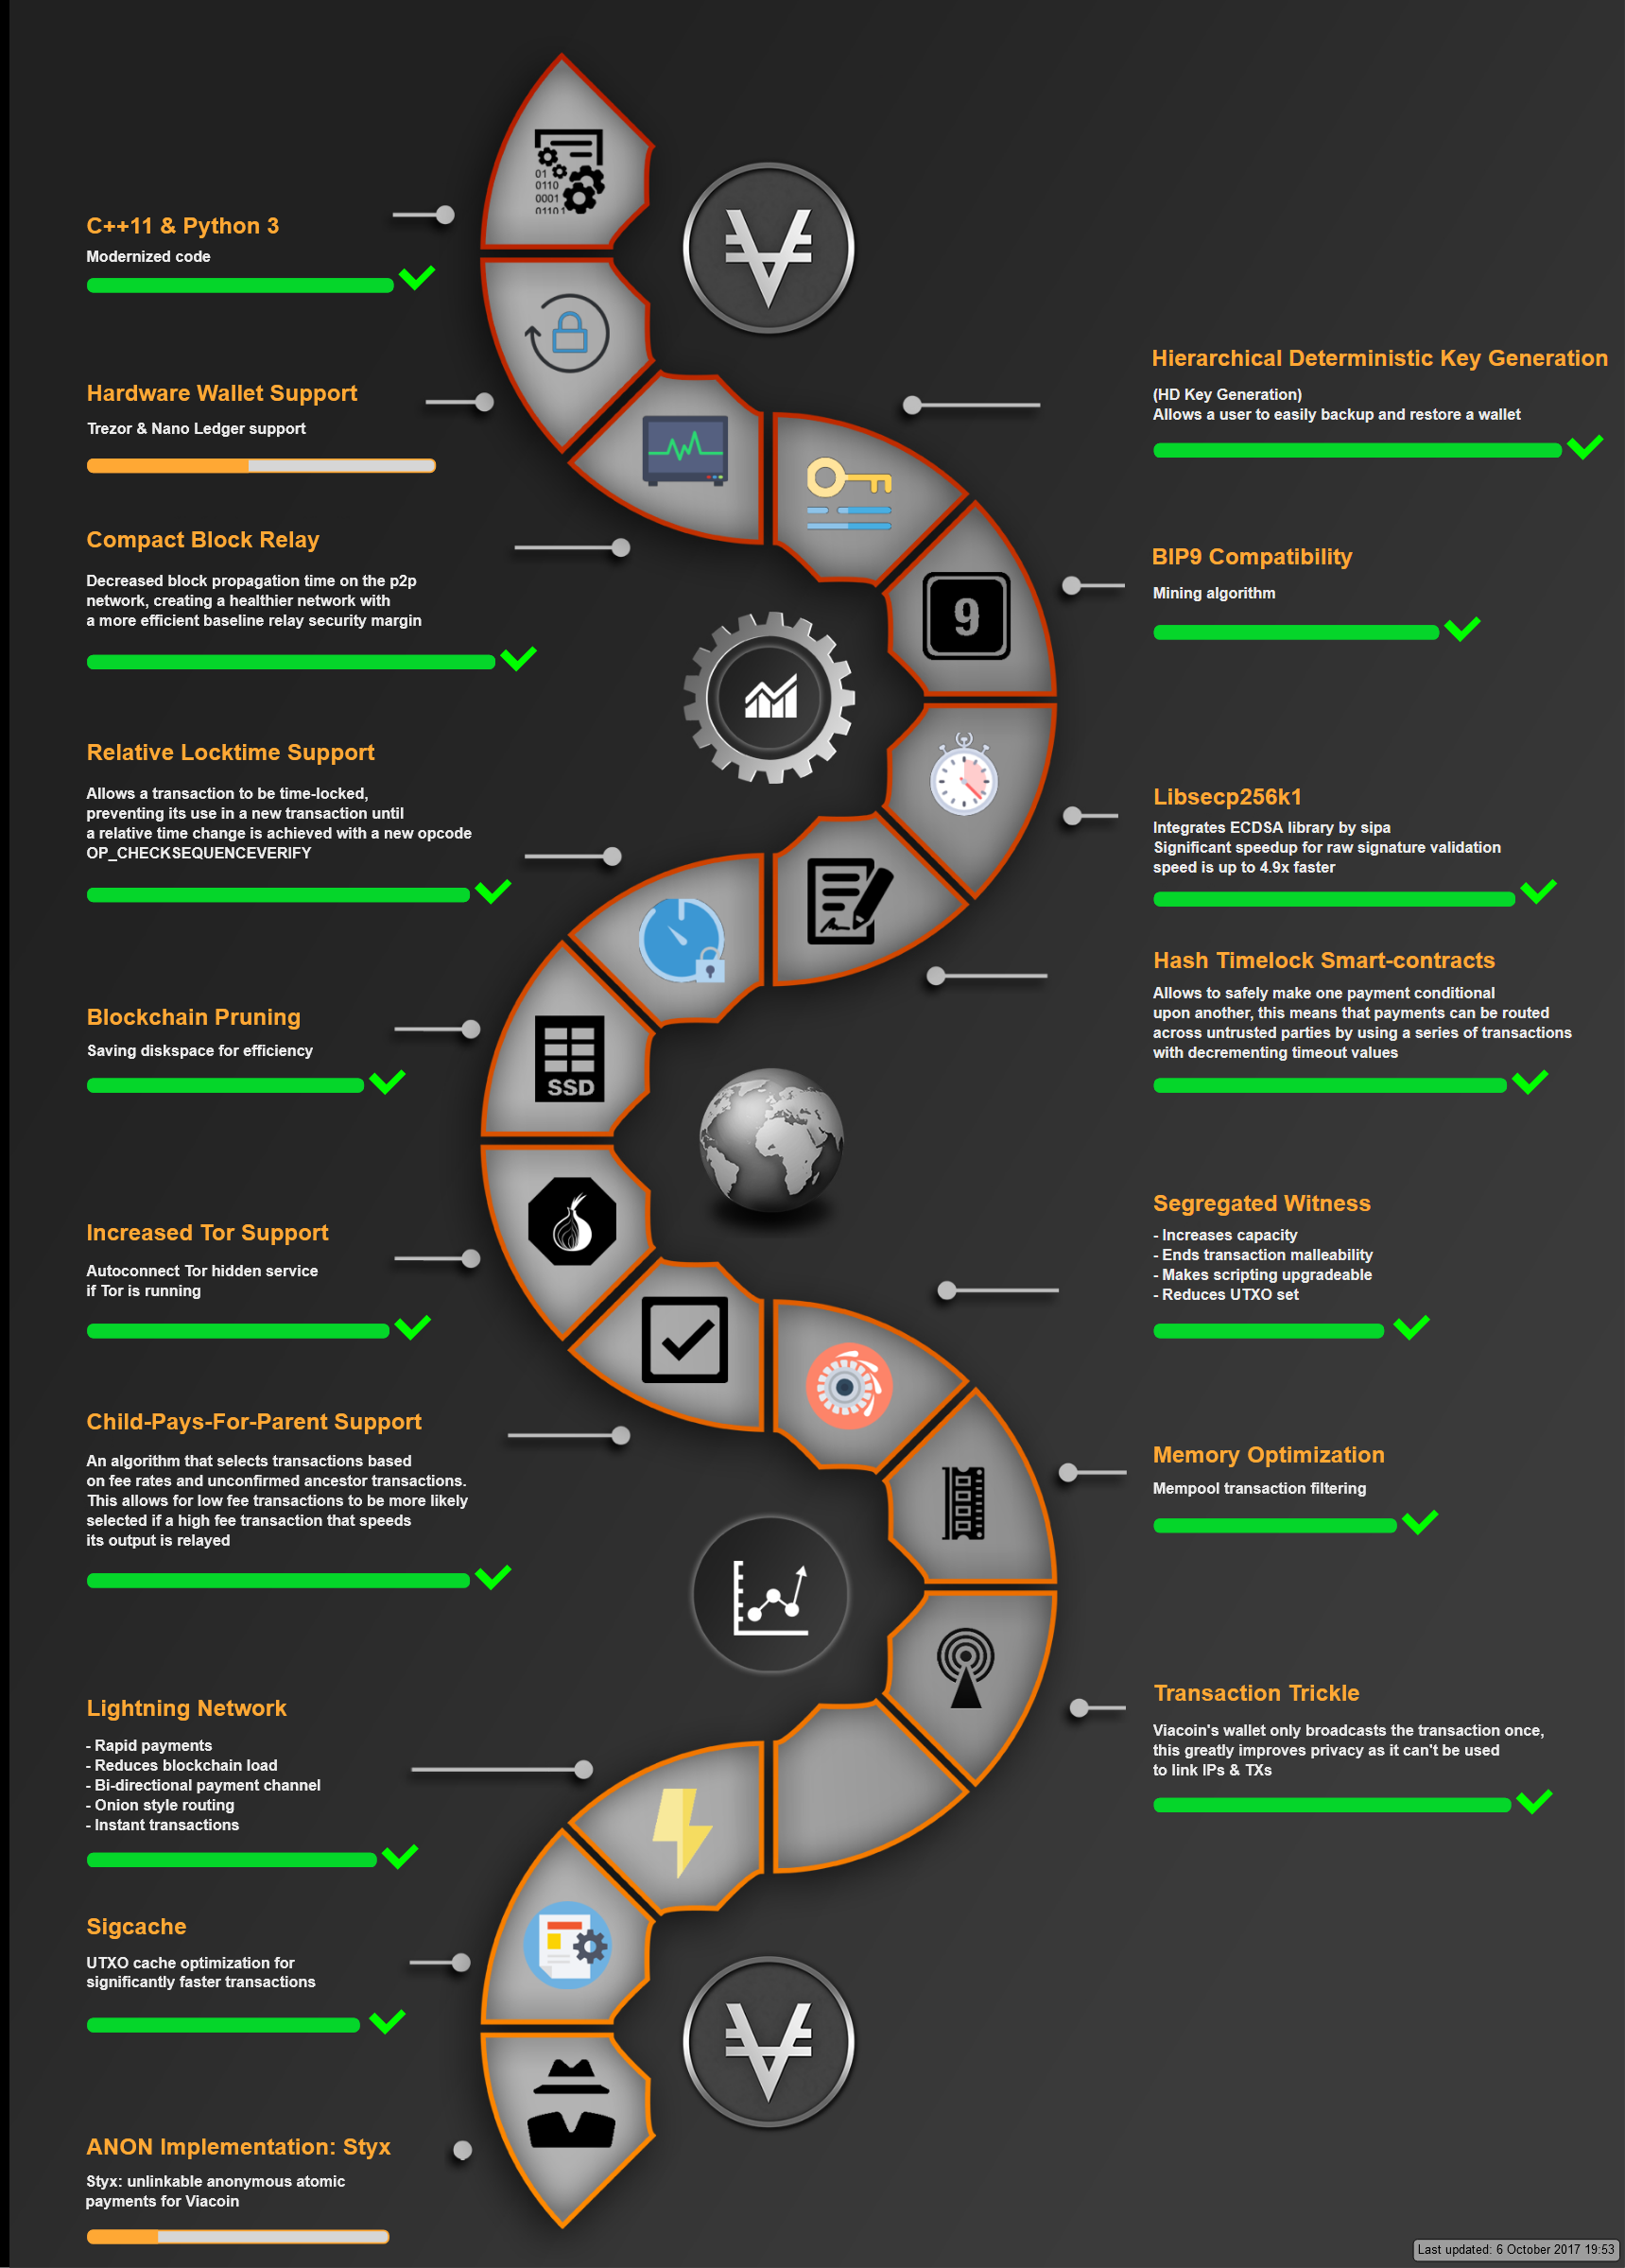 01
0110
0001
01101
C++11 & Python 3
Modernized code
Hierarchical Deterministic Key Generation
(HD Key Generation)
Allows a user to easily backup and restore a wallet
Hardware Wallet Support
Trezor & Nano Ledger support
Compact Block Relay
Decreased block propagation time on the p2p
network, creating a healthier network with
a more efficient baseline relay security margin
BIP9 Compatibility
Mining algorithm
9
Relative Locktime Support
Allows a transaction to be time-locked,
preventing its use in a new transaction until
a relative time change is achieved with a new opcode
OP_CHECKSEQUENCEVERIFY
Libsecp256k1
Integrates ECDSA library by sipa
Significant speedup for raw signature validation
speed is up to 4.9x faster
Hash Timelock Smart-contracts
Allows to safely make one payment conditional
upon another, this means that payments can be routed
across untrusted parties by using a series of transactions
with decrementing timeout values
Blockchain Pruning
Saving diskspace for efficiency
SSD
Segregated Witness
- Increases capacity
- Ends transaction malleability
- Makes scripting upgradeable
- Reduces UTXO set
Increased Tor Support
Autoconnect Tor hidden service
if Tor is running
Child-Pays-For-Parent Support
An algorithm that selects transactions based
on fee rates and unconfirmed ancestor transactions.
This allows for low fee transactions to be more likely
selected if a high fee transaction that speeds
its output is relayed
Memory Optimization
Mempool transaction filtering
Transaction Trickle
Viacoin's wallet only broadcasts the transaction once,
this greatly improves privacy as it can't be used
to link IPs & TXs
Lightning Network
- Rapid payments
- Reduces blockchain load
- Bi-directional payment channel
- Onion style routing
- Instant transactions
Sigcache
UTXO cache optimization for
significantly faster transactions
ANON Implementation: Styx
Styx: unlinkable anonymous atomic
payments for Viacoin
Last updated: 6 October 2017 19:53